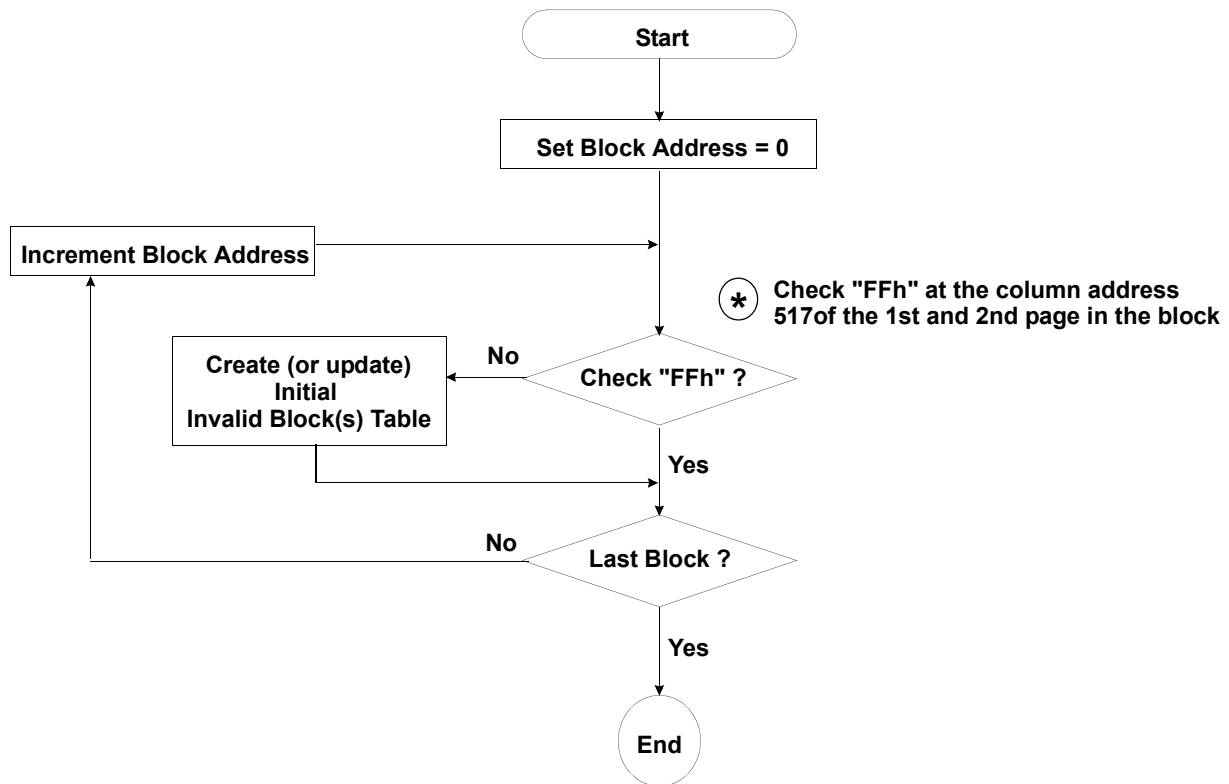 Start
Set Block Address = 0
Increment Block Address
*
Check "FFh" at the column address
517of the 1st and 2nd page in the block
No
Create (or update)
Initial
Invalid Block(s) Table
Check "FFh" ?
Yes
No
Last Block ?
Yes
End